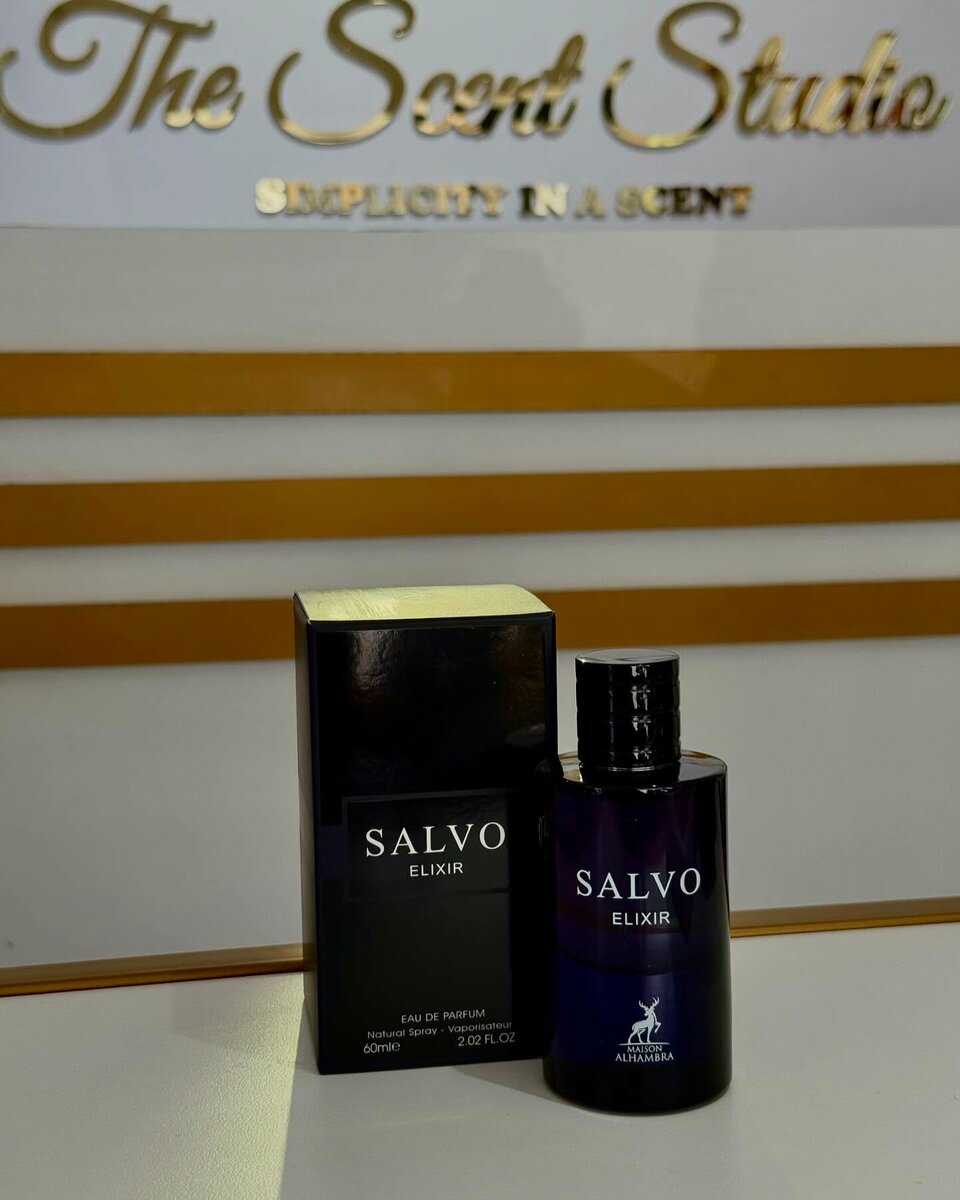 The Scent Studio
SIMPLICITY IN A SCENT
SALVO
ELIXIR
EAU DE PARFUM
Natural Spray - Vaporisateur
60ml℮ 2.02 FL.OZ
SALVO
ELIXIR
MAISON
ALHAMBRA